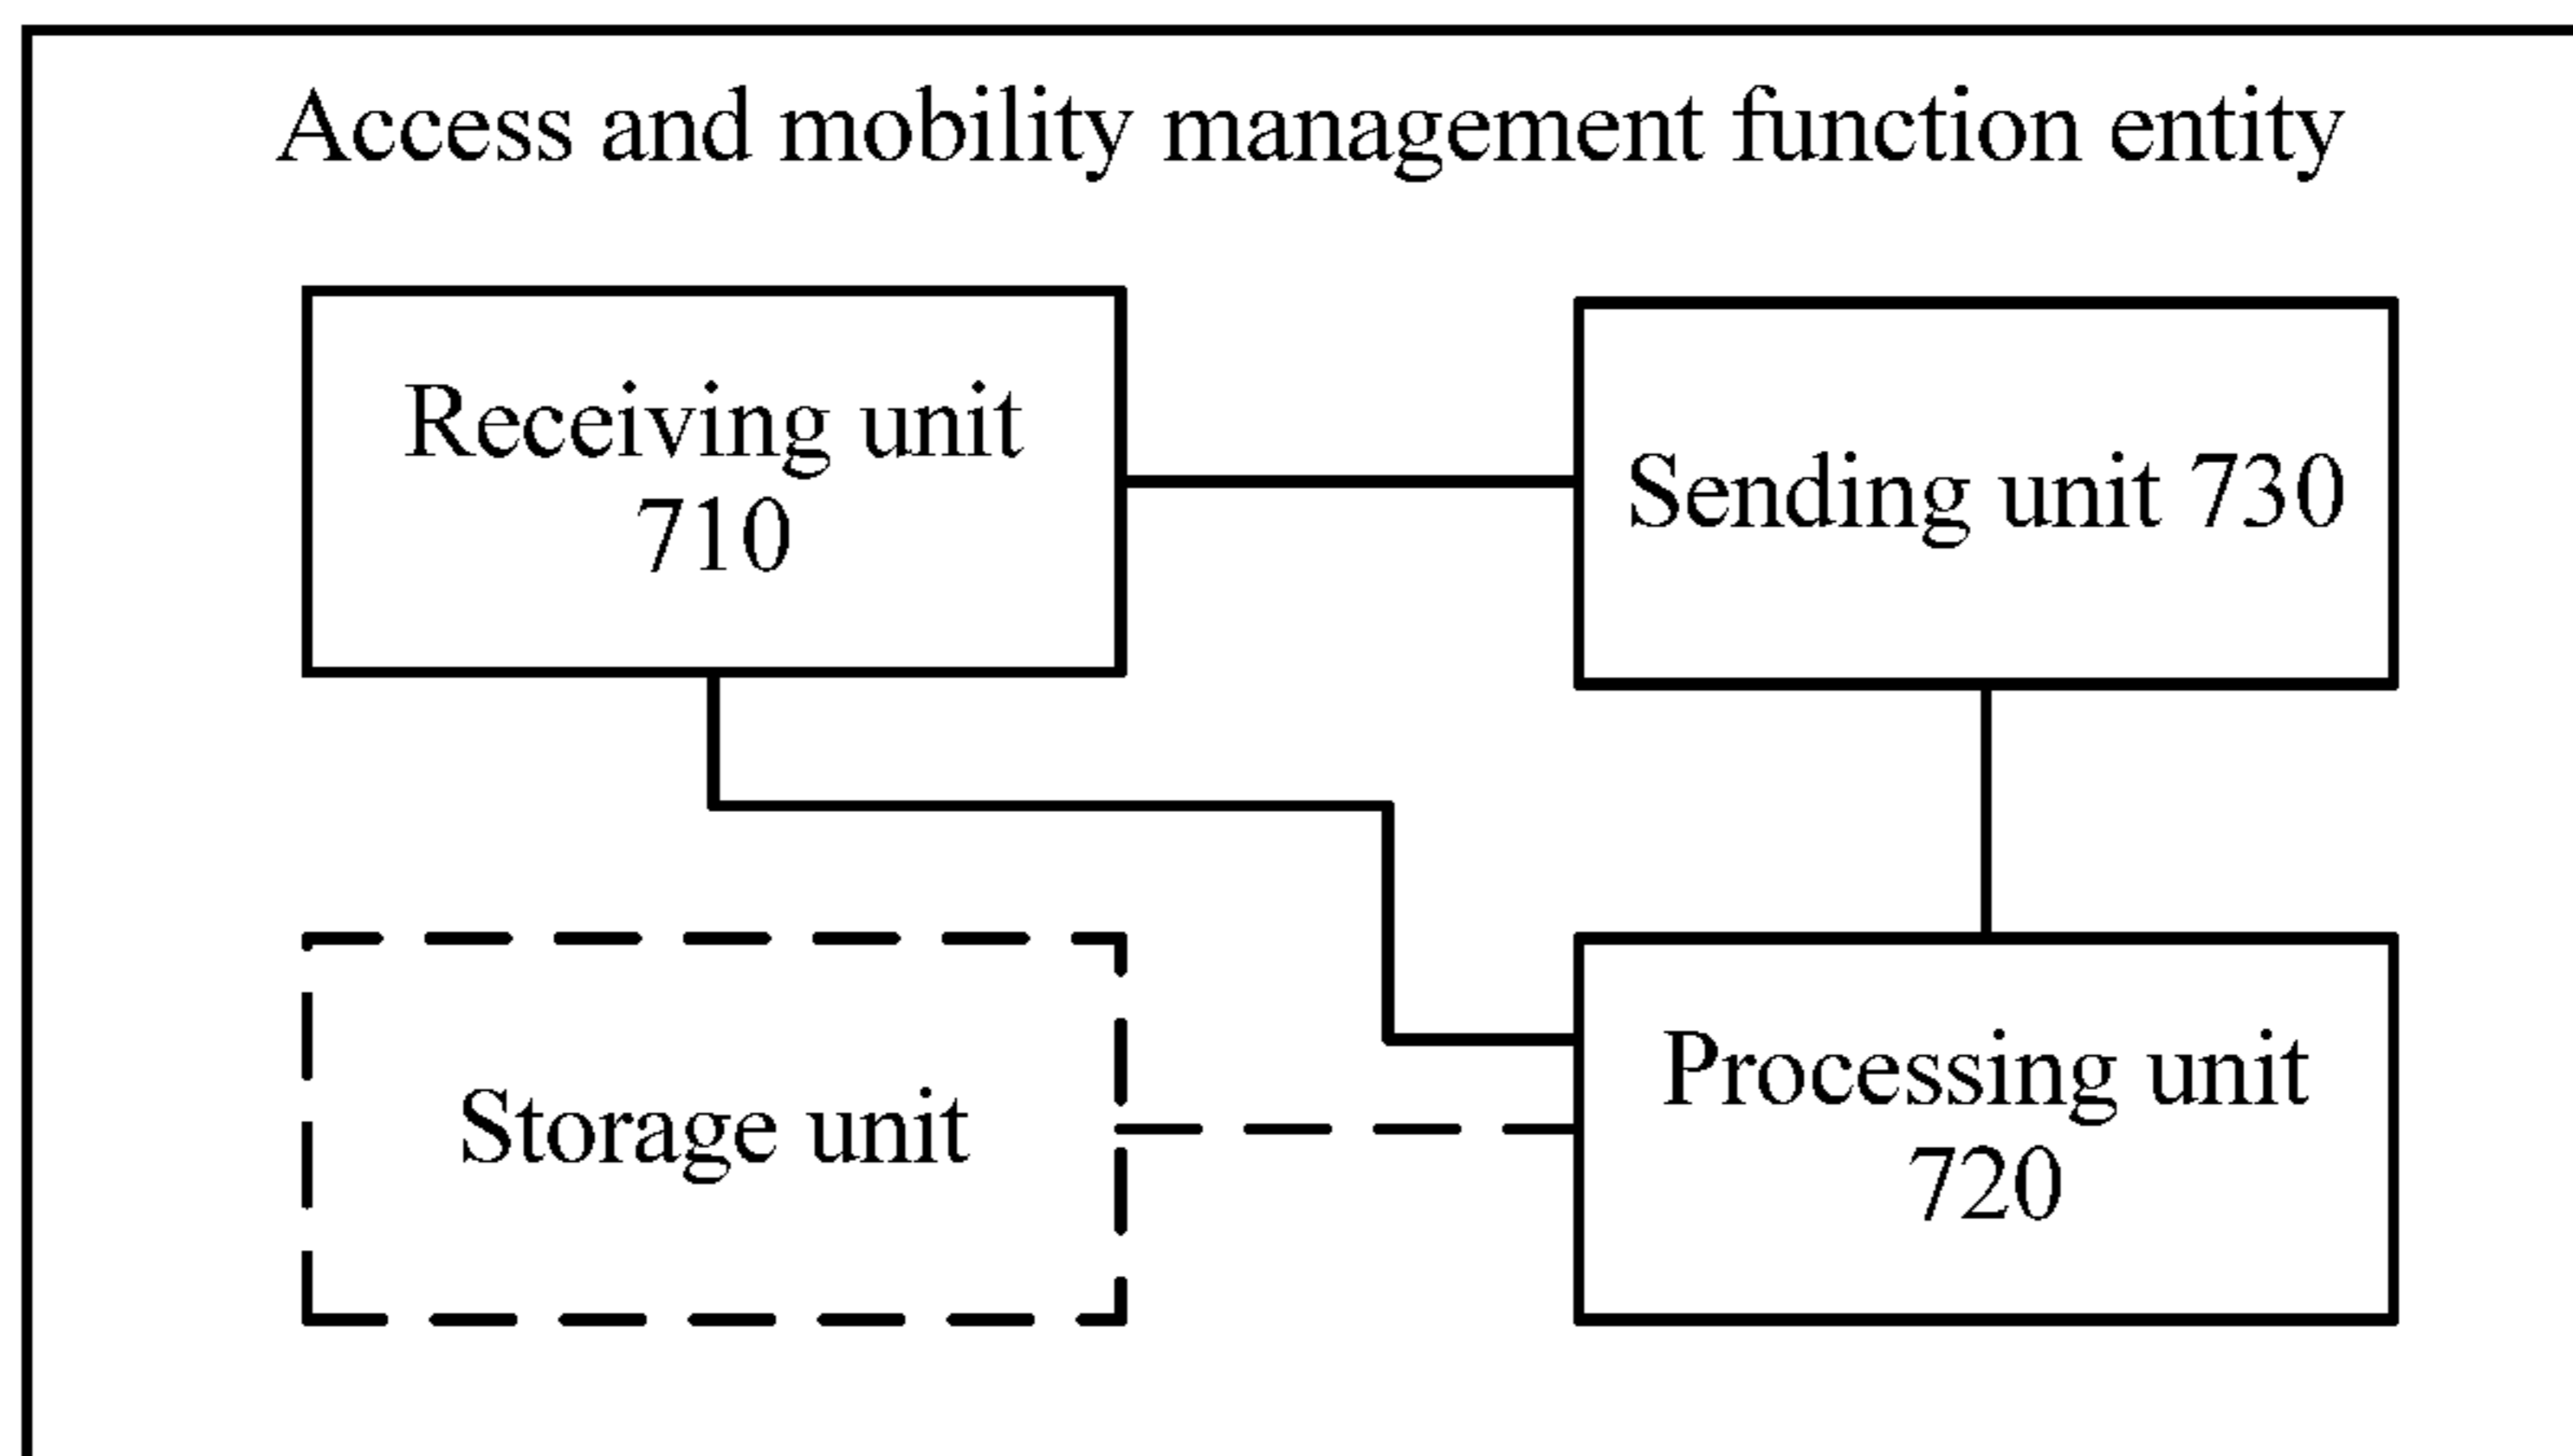 Access and mobility management function entity
Receiving unit
710
Sending unit 730
Storage unit
Processing unit
720